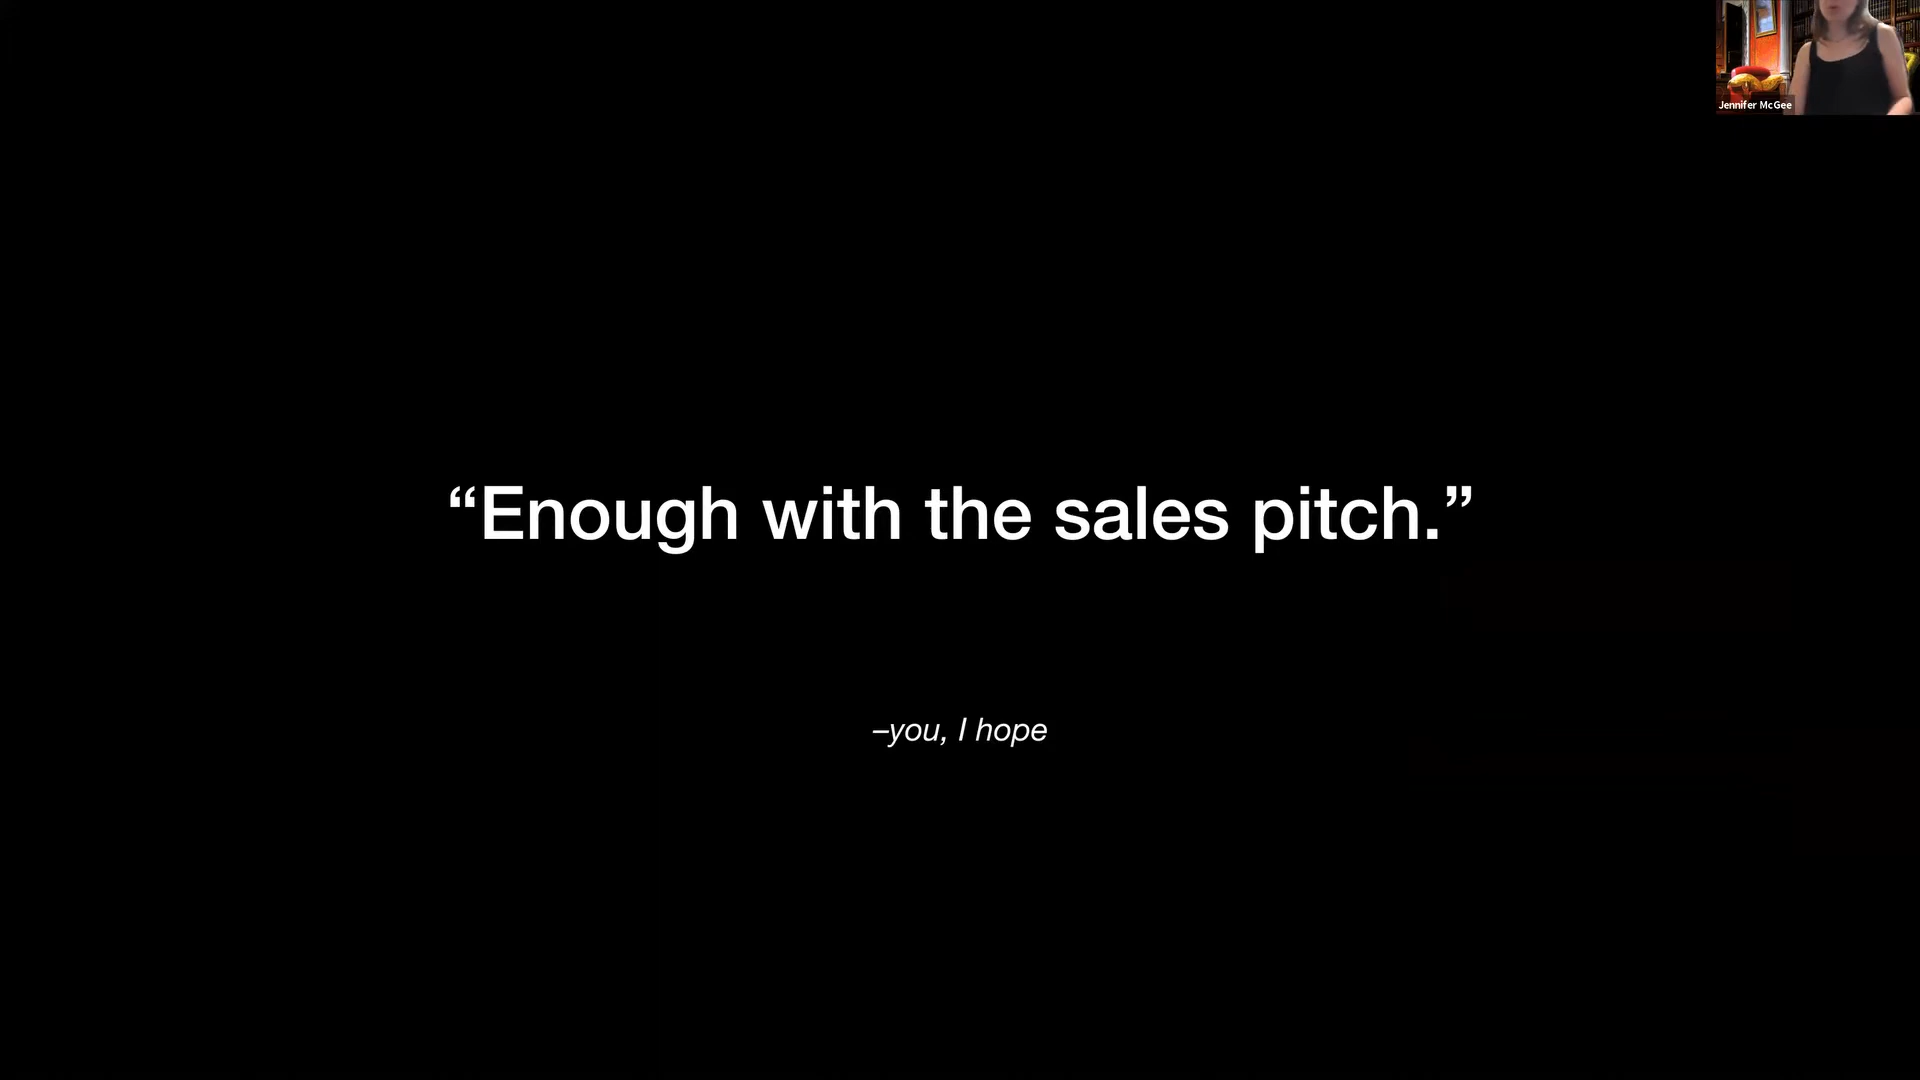 Jennifer McGee
“Enough with the sales pitch.”
–you, I hope